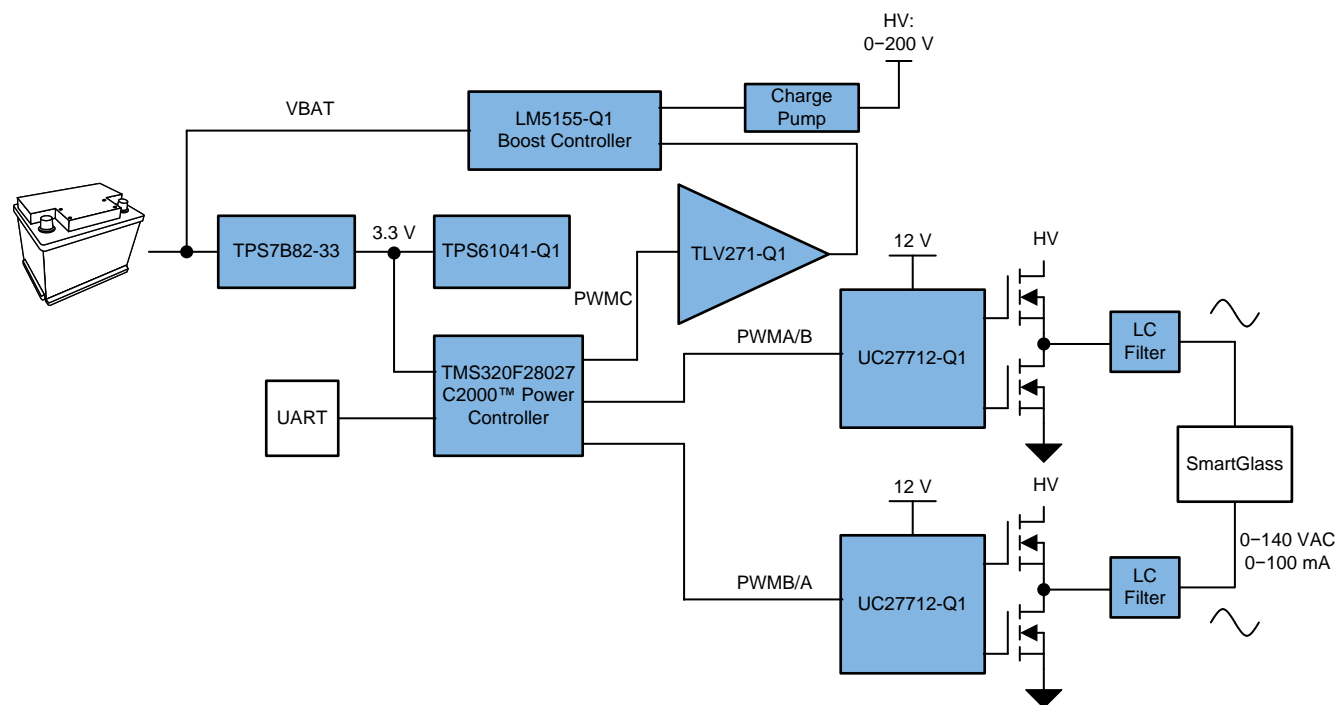 HV:
0−200 V
VBAT
LM5155-Q1
Boost Controller
Charge
Pump
TPS7B82-33
3.3 V
TPS61041-Q1
TLV271-Q1
PWMC
12 V
HV
UC27712-Q1
PWMA/B
LC
Filter
TMS320F28027
C2000™ Power
Controller
UART
SmartGlass
12 V
HV
0−140 VAC
0−100 mA
PWMB/A
UC27712-Q1
LC
Filter